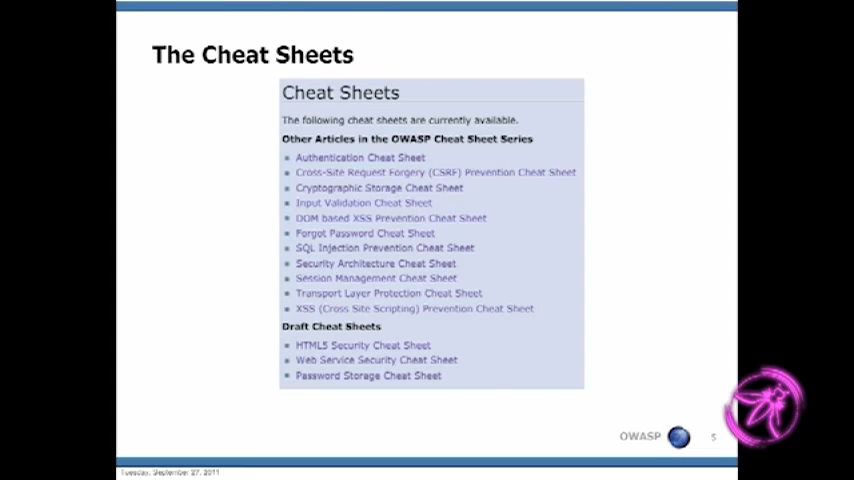 The Cheat Sheets
Cheat Sheets
The following cheat sheets are currently available.
Other Articles in the OWASP Cheat Sheet Series
Authentication Cheat Sheet
Cross-Site Request Forgery (CSRF) Prevention Cheat Sheet
Cryptographic Storage Cheat Sheet
Input Validation Cheat Sheet
DOM based XSS Prevention Cheat Sheet
Forgot Password Cheat Sheet
SQL Injection Prevention Cheat Sheet
Security Architecture Cheat Sheet
Session Management Cheat Sheet
Transport Layer Protection Cheat Sheet
XSS (Cross Site Scripting) Prevention Cheat Sheet
Draft Cheat Sheets
HTML5 Security Cheat Sheet
Web Service Security Cheat Sheet
Password Storage Cheat Sheet
OWASP 5
Tuesday, September 27, 2011